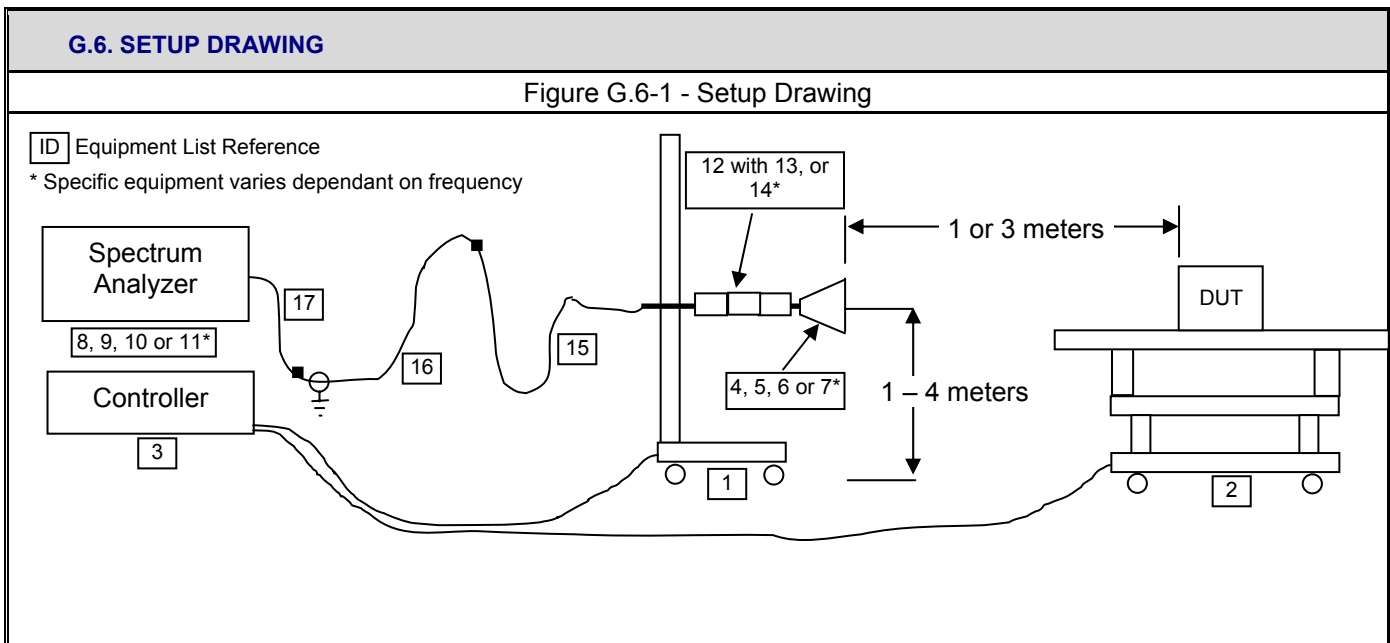 G.6. SETUP DRAWING
Figure G.6-1 - Setup Drawing
ID Equipment List Reference
* Specific equipment varies dependant on frequency
12 with 13, or
14*
1 or 3 meters
Spectrum
Analyzer
17
DUT
8, 9, 10 or 11*
16
15
4, 5, 6 or 7*
1 – 4 meters
Controller
3
1
2